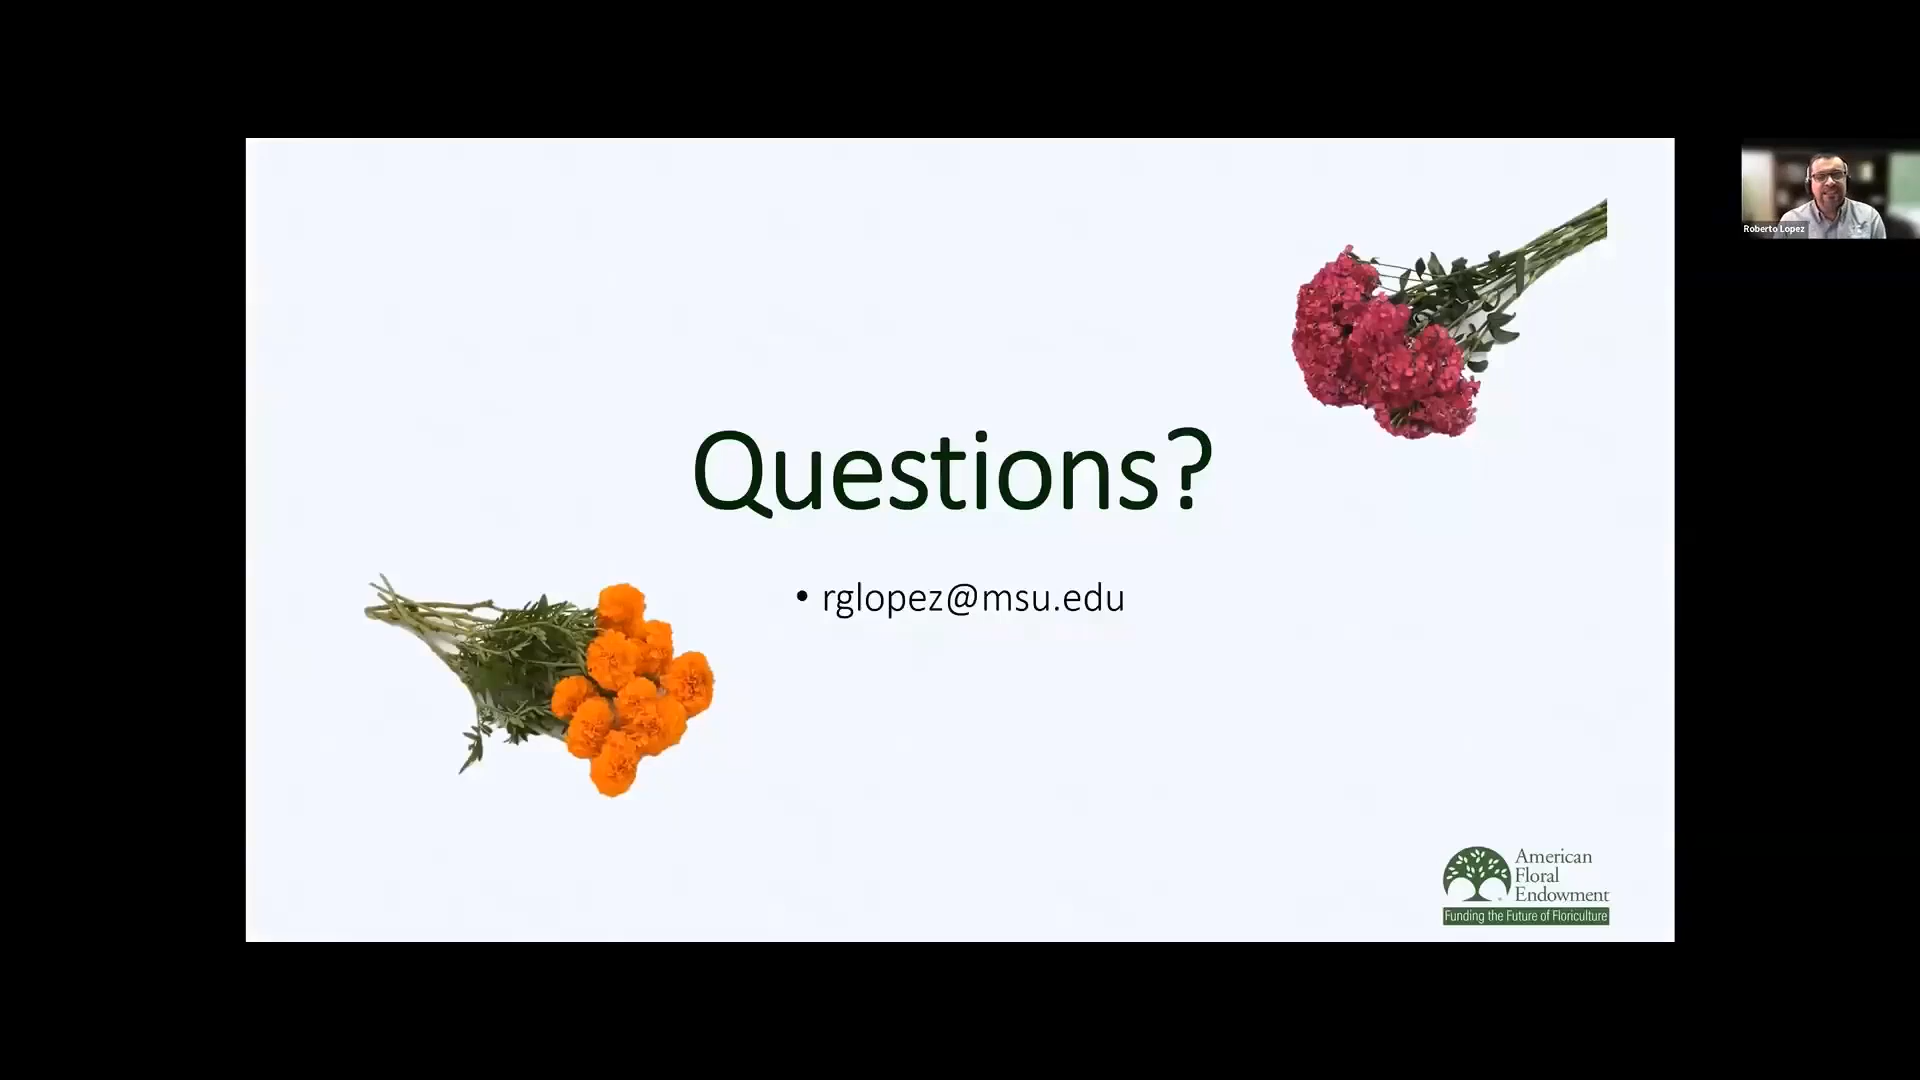 Questions?
• rglopez@msu.edu
American
Floral
Endowment
Funding the Future of Floriculture
Roberto Lopez